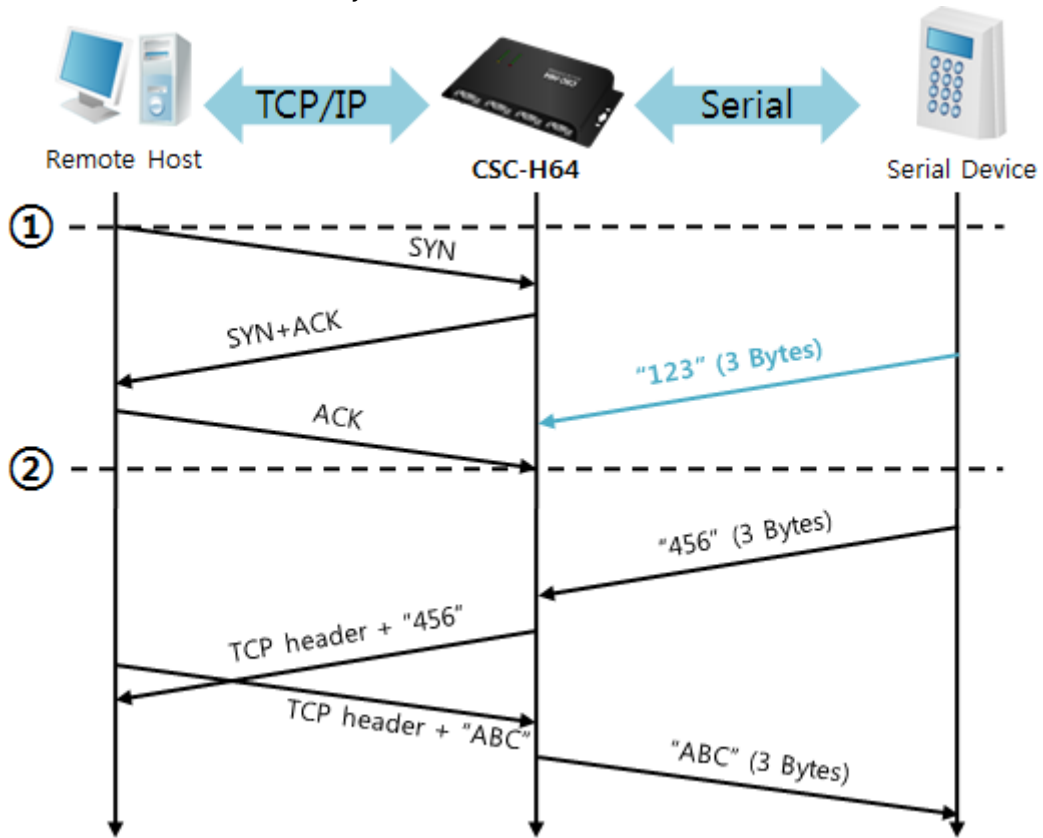 TCP/IP
Serial
Remote Host
CSC-H64
Serial Device
①
SYN
SYN+ACK
"123" (3 Bytes)
ACK
②
"456" (3 Bytes)
TCP header + "456"
TCP header + "ABC"
"ABC" (3 Bytes)